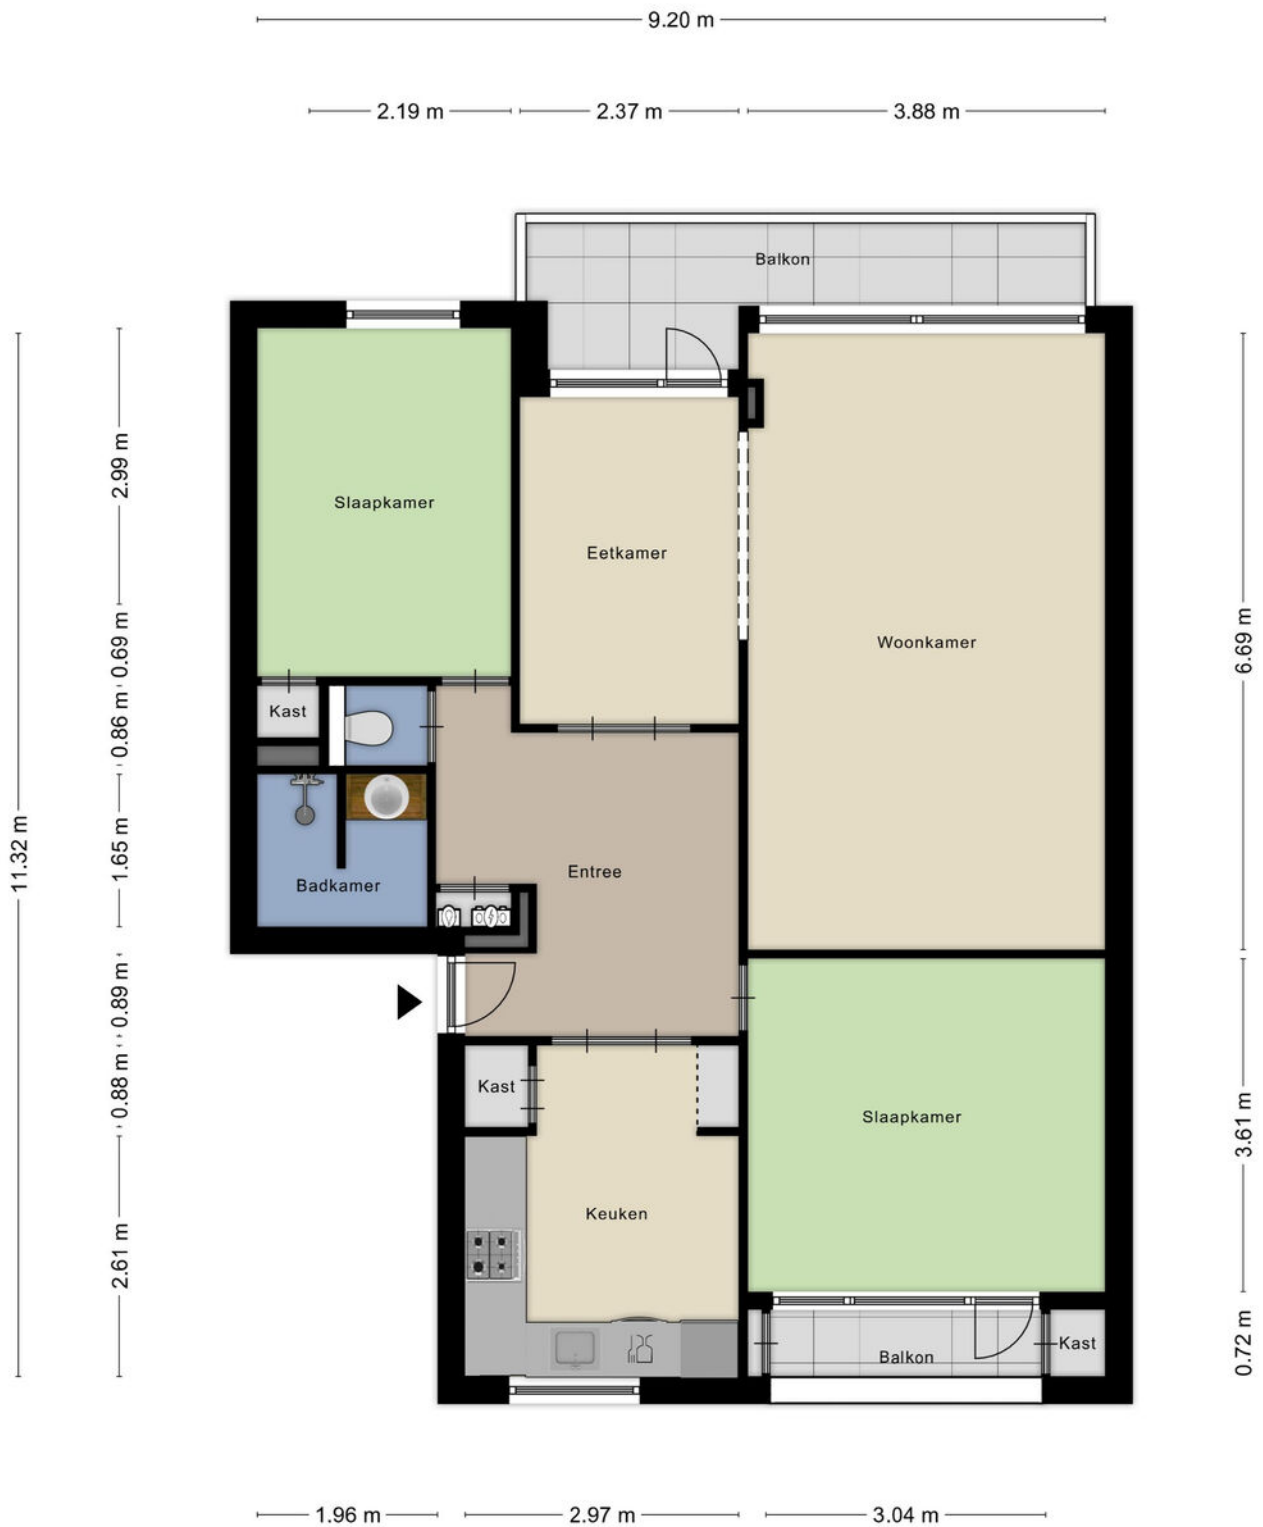 9.20 m
2.19 m
2.37 m
3.88 m
Balkon
Slaapkamer
Eetkamer
Woonkamer
Kast
Badkamer
Entree
Kast
Slaapkamer
Keuken
Balkon
Kast
11.32 m
2.99 m
0.69 m
0.86 m
1.65 m
0.89 m
0.88 m
2.61 m
6.69 m
3.61 m
0.72 m
1.96 m
2.97 m
3.04 m